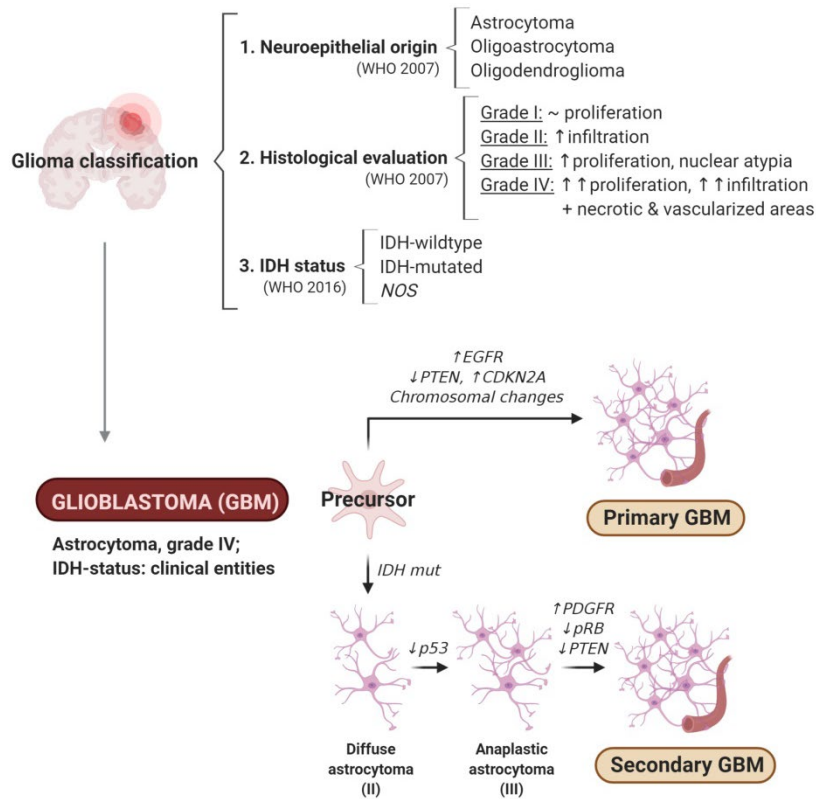 Glioma classification
1. Neuroepithelial origin
(WHO 2007)
Astrocytoma
Oligoastrocytoma
Oligodendroglioma
2. Histological evaluation
(WHO 2007)
Grade I: ~ proliferation
Grade II: ↑infiltration
Grade III: ↑proliferation, nuclear atypia
Grade IV: ↑↑proliferation, ↑↑infiltration
+ necrotic & vascularized areas
3. IDH status
(WHO 2016)
IDH-wildtype
IDH-mutated
NOS
GLIOBLASTOMA (GBM)
Astrocytoma, grade IV;
IDH-status: clinical entities
Precursor
↑EGFR
↓PTEN, ↑CDKN2A
Chromosomal changes
Primary GBM
IDH mut
↓p53
↑PDGFR
↓pRB
↓PTEN
Diffuse
astrocytoma
(II)
Anaplastic
astrocytoma
(III)
Secondary GBM